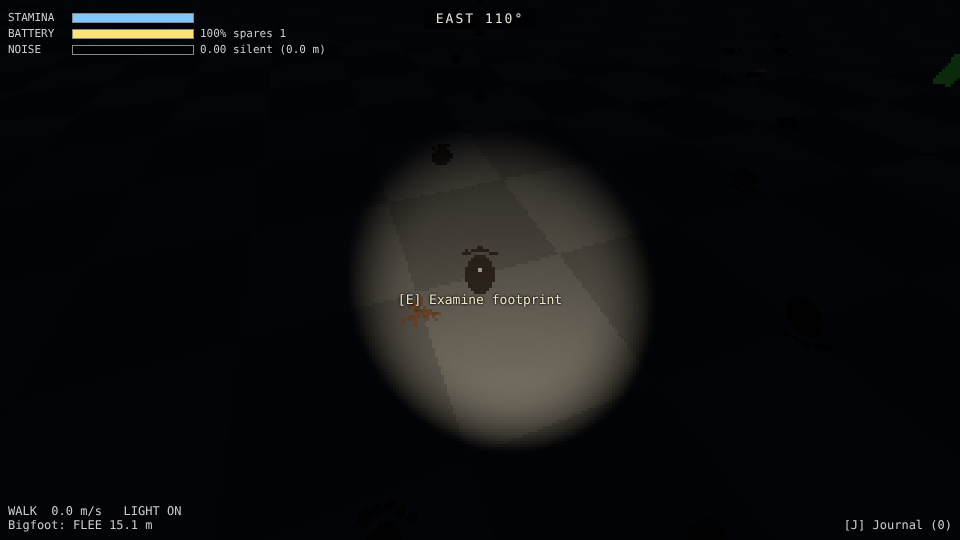 STAMINA
EAST 110°
BATTERY 100% spares 1
NOISE 0.00 silent (0.0 m)
[E] Examine footprint
WALK 0.0 m/s LIGHT ON
Bigfoot: FLEE 15.1 m
[J] Journal (0)